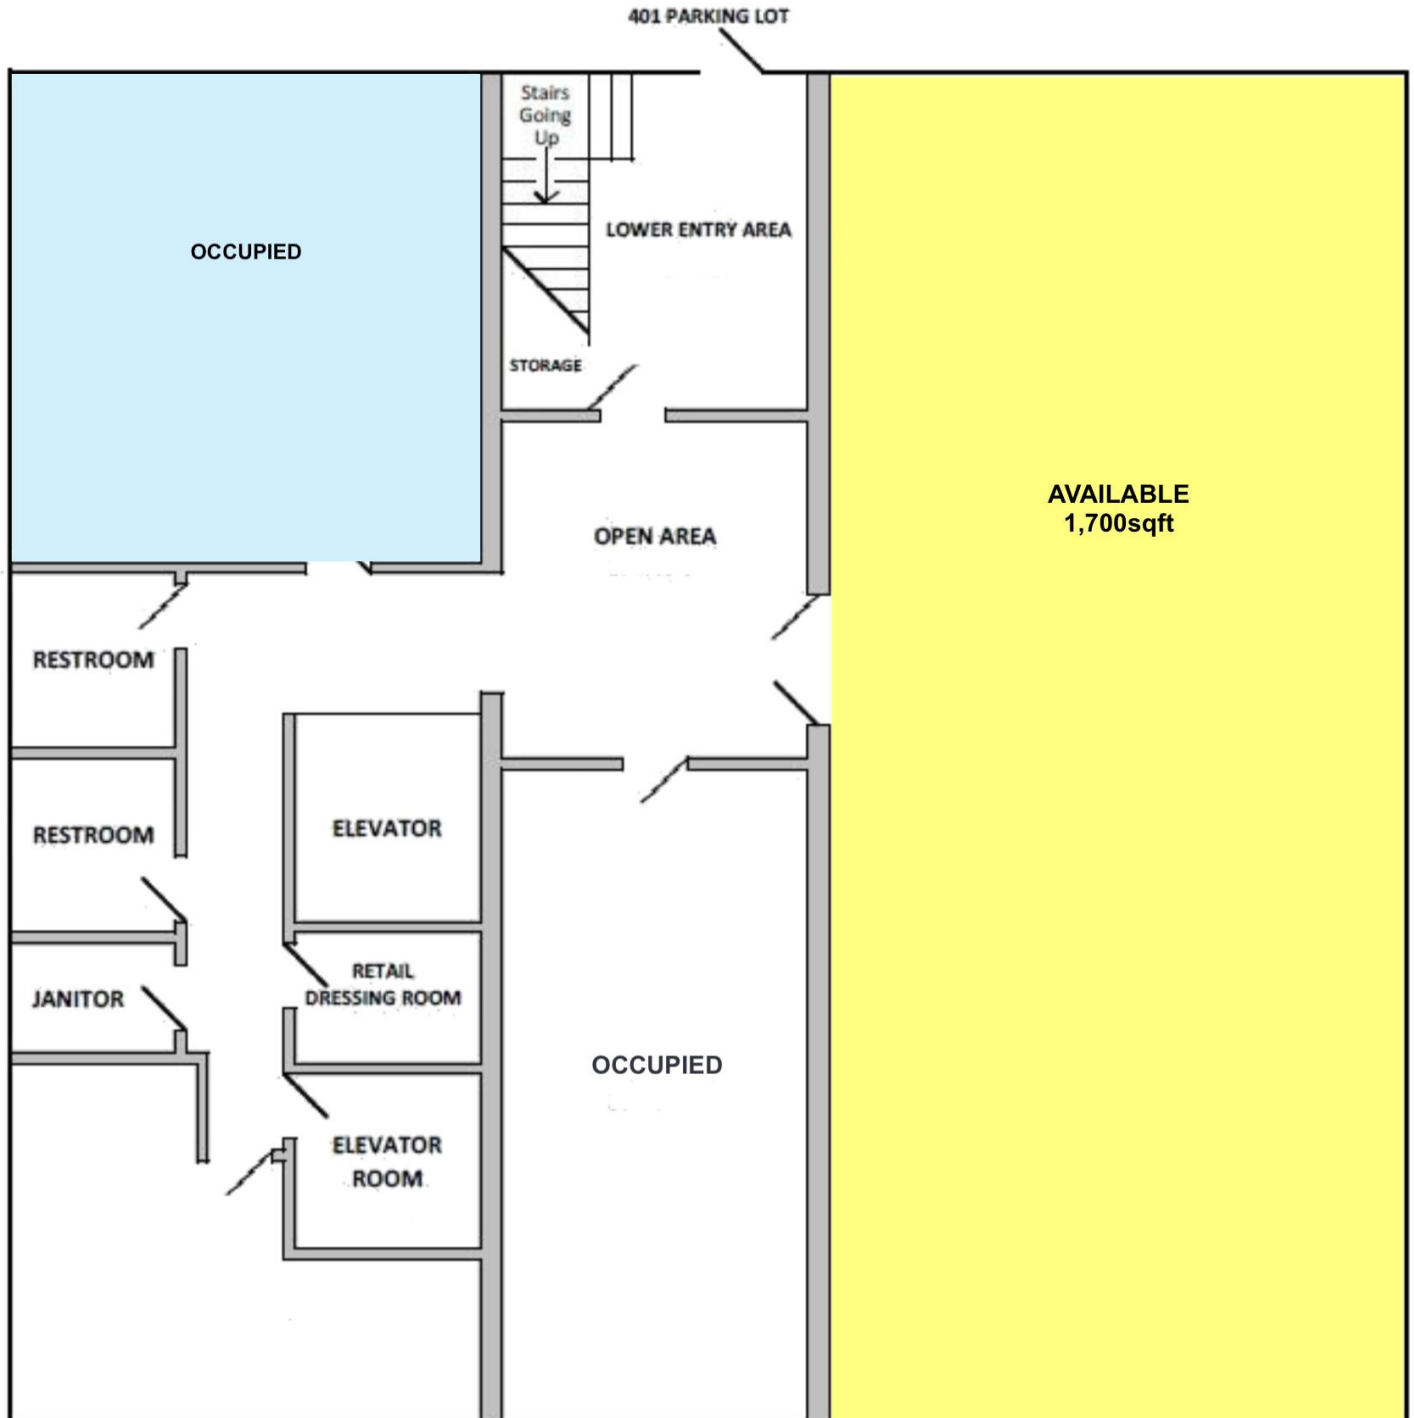 401 PARKING LOT
Stairs
Going
Up
LOWER ENTRY AREA
OCCUPIED
STORAGE
AVAILABLE
1,700sqft
OPEN AREA
RESTROOM
ELEVATOR
RESTROOM
RETAIL
DRESSING ROOM
JANITOR
OCCUPIED
ELEVATOR
ROOM